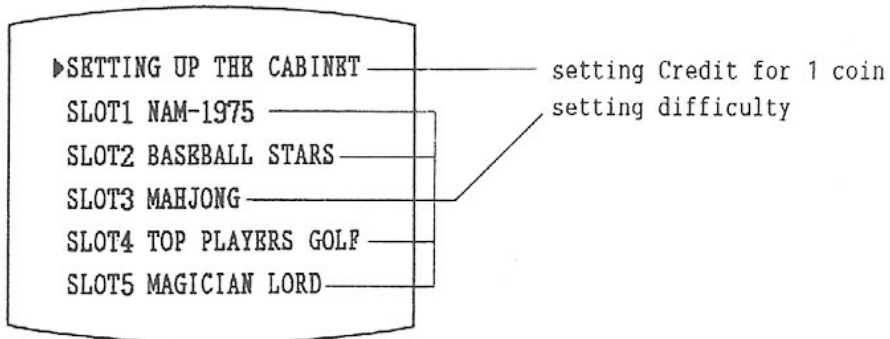 ▶SETTING UP THE CABINET
setting Credit for 1 coin
SLOT1 NAM-1975
setting difficulty
SLOT2 BASEBALL STARS
SLOT3 MAHJONG
SLOT4 TOP PLAYERS GOLF
SLOT5 MAGICIAN LORD